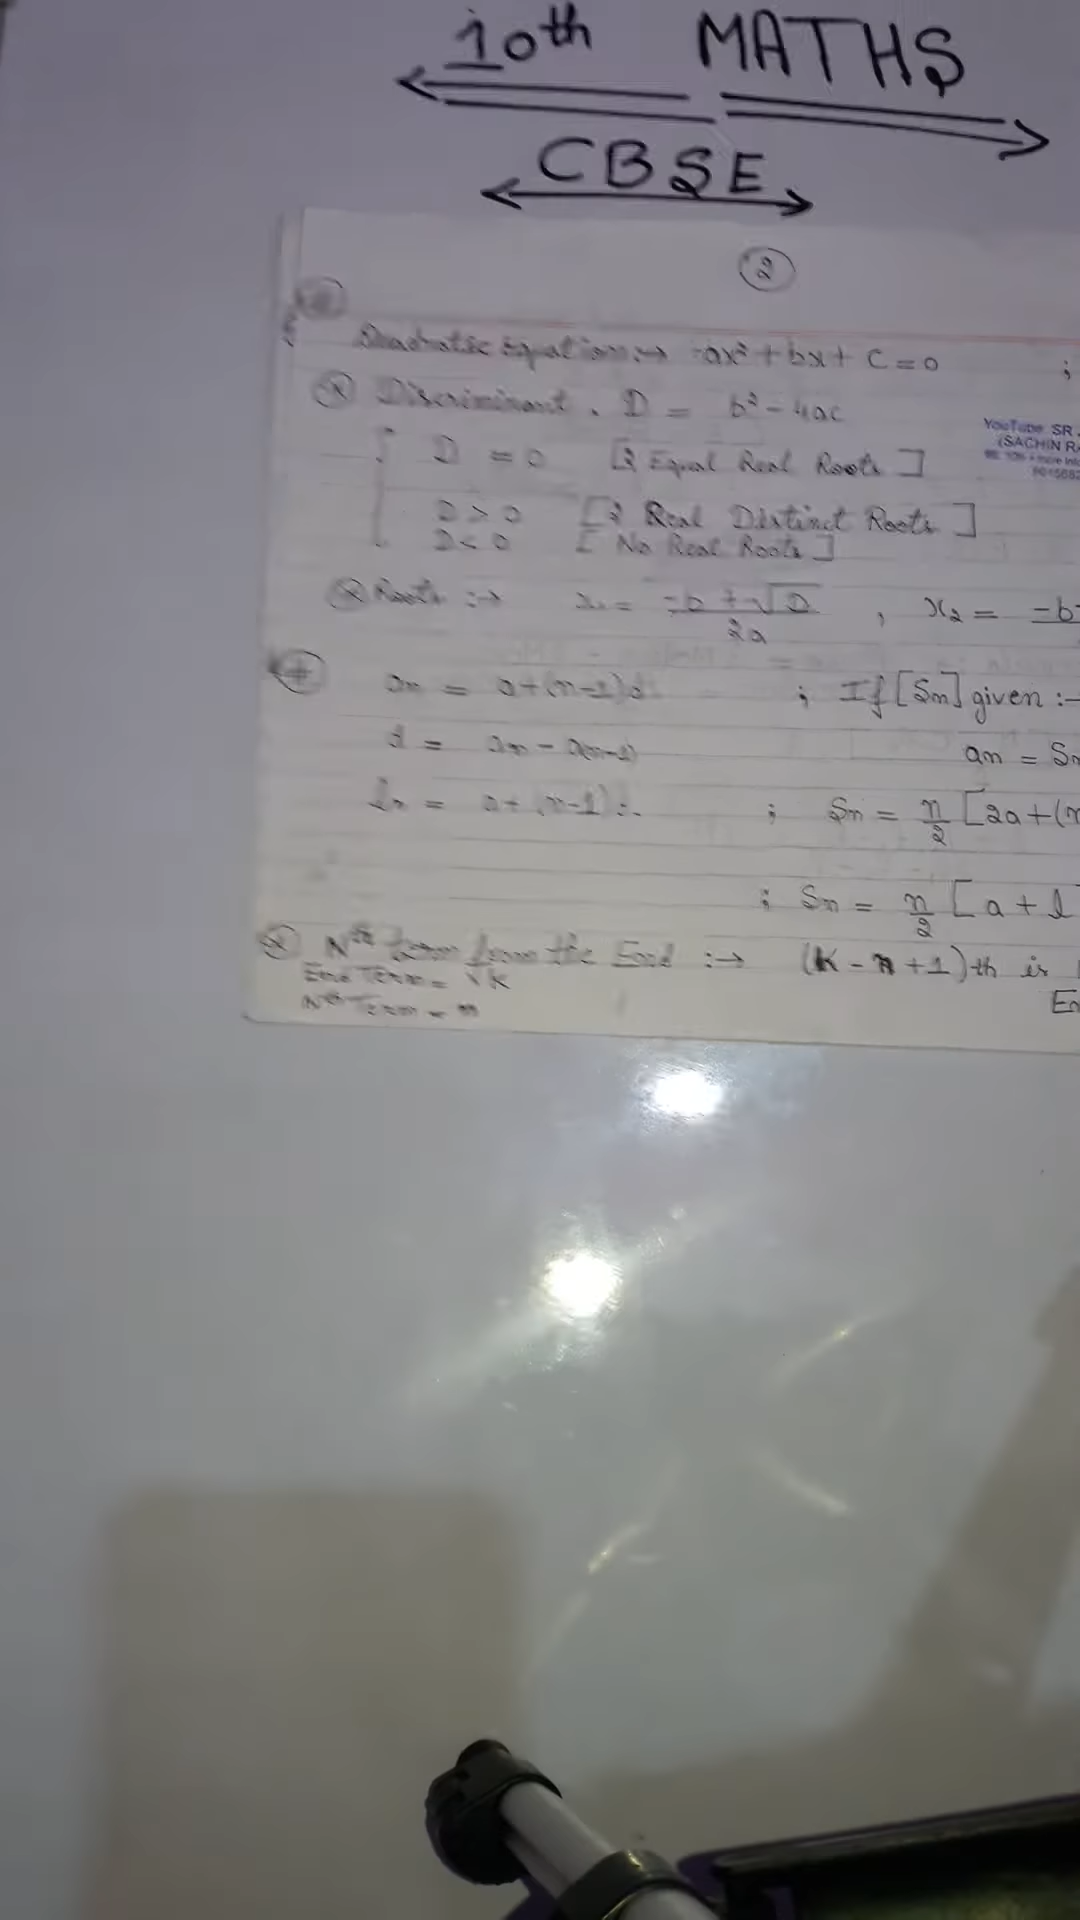 10th MATHS
CBSE
2
Quadratic Equation :→ ax² + bx + C = 0 ;
Discriminant, D = b² - 4ac
YouTube SR
(SACHIN
D = 0 [2 Equal Real Roots]
D > 0 [2 Real Distinct Roots]
D < 0 [No Real Roots]
Roots :→ = -b + √D / 2a , x₂ = -b
an = a + (n-1)d ; If [Sn] given :-
d = an - a(n-1) an = Sn
= a + (n-1) ; Sn = n/2 [2a + (n
; Sn = n/2 [a + l
Nth term from the End :→ (K - n + 1)th is
End Term = K
Nth Term = n